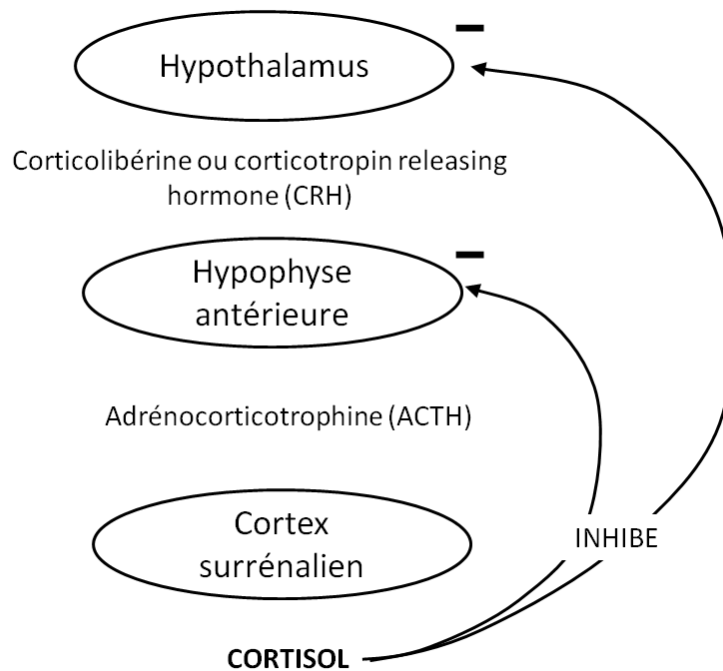 Hypothalamus
Corticolibérine ou corticotropin releasing
hormone (CRH)
Hypophyse
antérieure
Adrénocorticotrophine (ACTH)
Cortex
surrénalien
INHIBE
CORTISOL